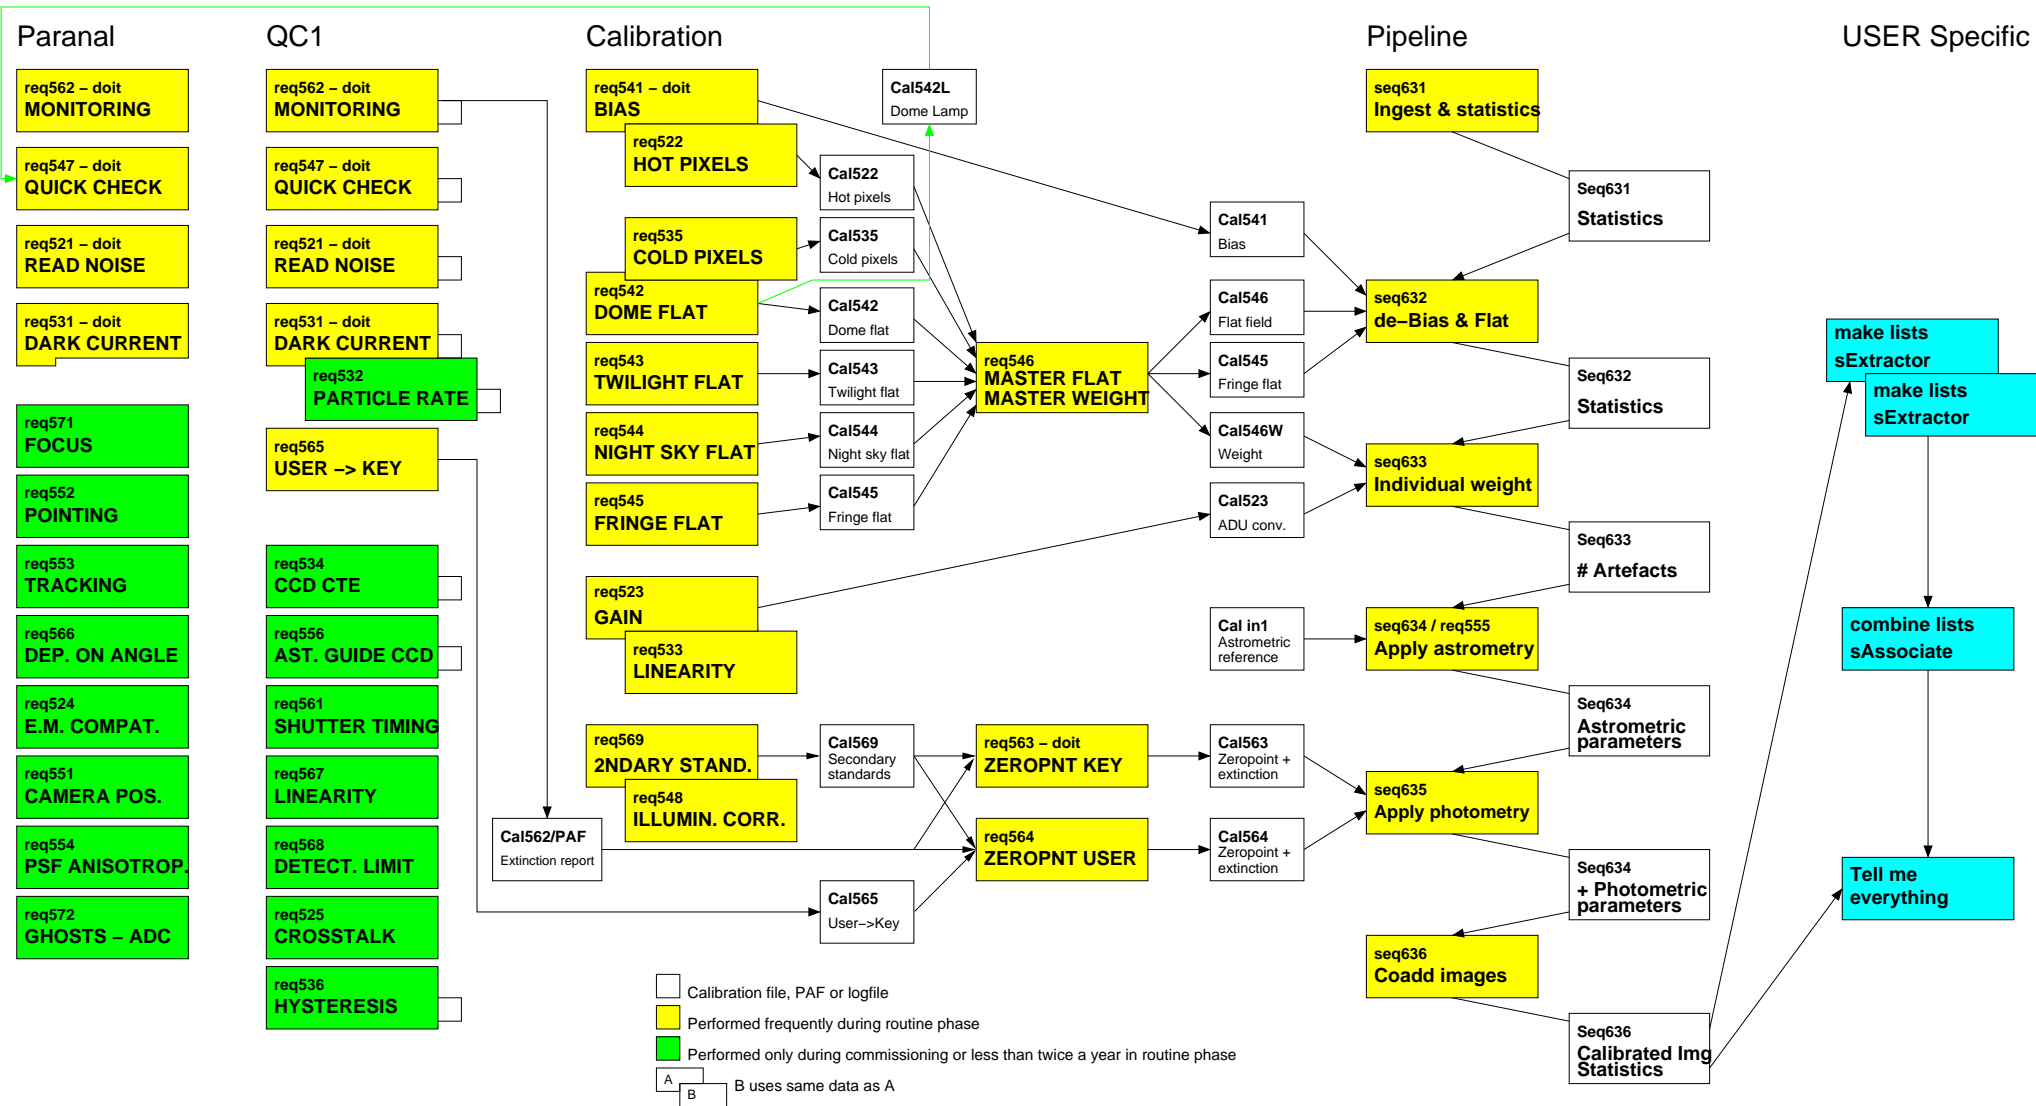 Paranal
req562 – doit
MONITORING
req547 – doit
QUICK CHECK
req521 – doit
READ NOISE
req531 – doit
DARK CURRENT
req571
FOCUS
req552
POINTING
req553
TRACKING
req566
DEP. ON ANGLE
req524
E.M. COMPAT.
req551
CAMERA POS.
req554
PSF ANISOTROP.
req572
GHOSTS – ADC
QC1
req562 – doit
MONITORING
req547 – doit
QUICK CHECK
req521 – doit
READ NOISE
req531 – doit
DARK CURRENT
req532
PARTICLE RATE
req565
USER –> KEY
req534
CCD CTE
req556
AST. GUIDE CCD
req561
SHUTTER TIMING
req567
LINEARITY
req568
DETECT. LIMIT
req525
CROSSTALK
req536
HYSTERESIS
Cal562/PAF
Extinction report
Calibration
req541 – doit
BIAS
req522
HOT PIXELS
req535
COLD PIXELS
req542
DOME FLAT
req543
TWILIGHT FLAT
req544
NIGHT SKY FLAT
req545
FRINGE FLAT
req523
GAIN
req533
LINEARITY
req569
2NDARY STAND.
req548
ILLUMIN. CORR.
Cal522
Hot pixels
Cal535
Cold pixels
Cal542
Dome flat
Cal543
Twilight flat
Cal544
Night sky flat
Cal545
Fringe flat
Cal569
Secondary
standards
Cal565
User–>Key
Cal542L
Dome Lamp
req546
MASTER FLAT
MASTER WEIGHT
req563 – doit
ZEROPNT KEY
req564
ZEROPNT USER
Cal541
Bias
Cal546
Flat field
Cal545
Fringe flat
Cal546W
Weight
Cal523
ADU conv.
Cal in1
Astrometric
reference
Cal563
Zeropoint +
extinction
Cal564
Zeropoint +
extinction
Pipeline
seq631
Ingest & statistics
Seq631
Statistics
seq632
de–Bias & Flat
Seq632
Statistics
seq633
Individual weight
Seq633
# Artefacts
seq634 / req555
Apply astrometry
Seq634
Astrometric
parameters
seq635
Apply photometry
Seq634
+ Photometric
parameters
seq636
Coadd images
Seq636
Calibrated Img
Statistics
USER Specific
make lists
sExtractor
make lists
sExtractor
combine lists
sAssociate
Tell me
everything
Calibration file, PAF or logfile
Performed frequently during routine phase
Performed only during commissioning or less than twice a year in routine phase
A
B
B uses same data as A